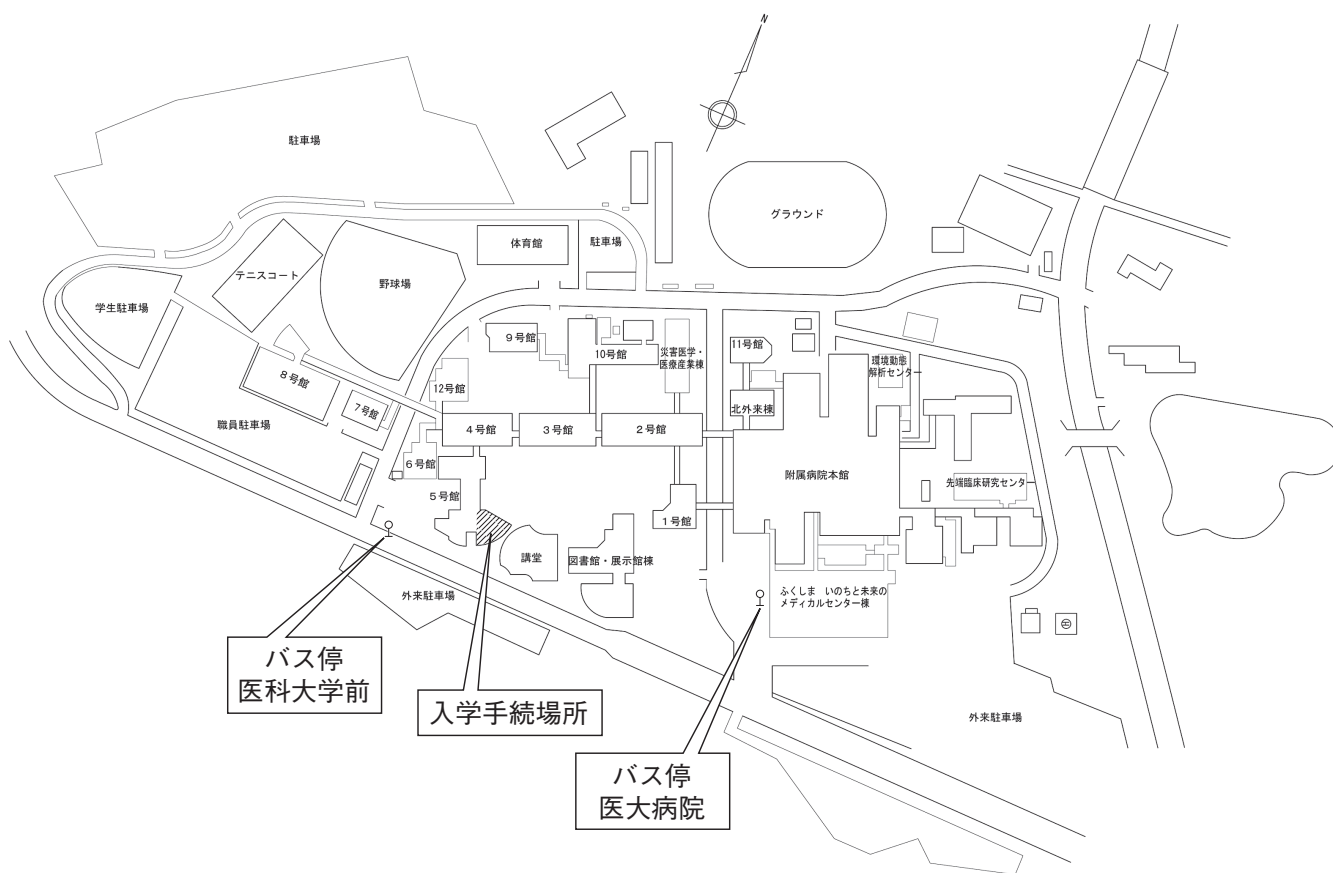 N
駐車場
グラウンド
体育館
駐車場
テニスコート
野球場
学生駐車場
9号館
10号館
災害医学・
医療産業棟
11号館
環境動態
解析センター
8号館
12号館
7号館
北外来棟
職員駐車場
4号館
3号館
2号館
6号館
附属病院本館
先端臨床研究センター
5号館
1号館
講堂
図書館・展示館棟
外来駐車場
ふくしま いのちと未来の
メディカルセンター棟
H
バス停
医科大学前
入学手続場所
外来駐車場
バス停
医大病院